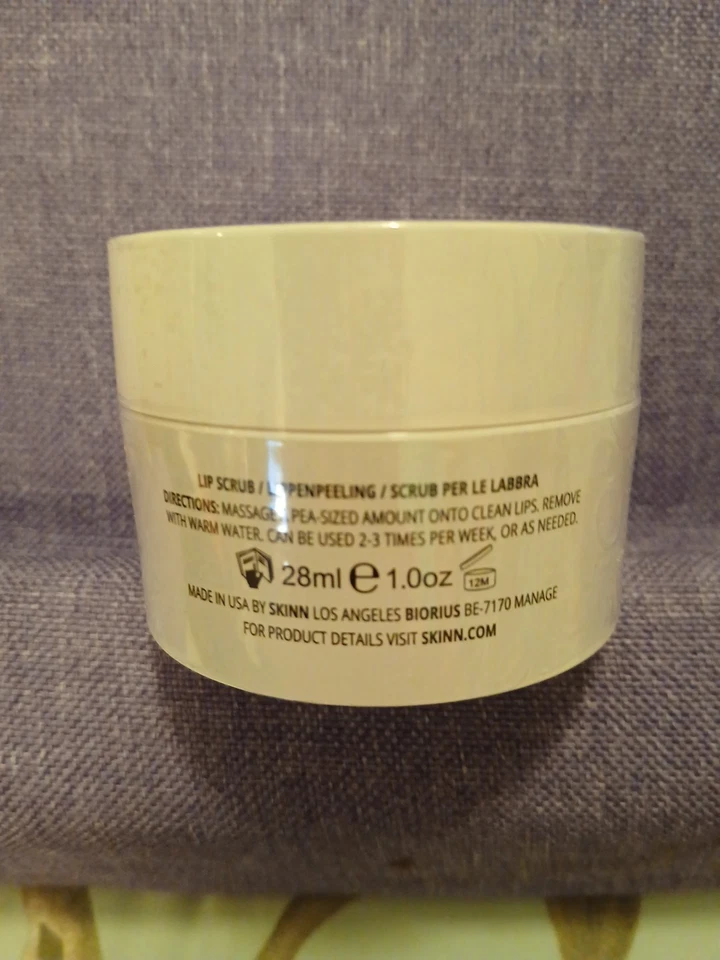 LIP SCRUB / LIPPENPEELING / SCRUB PER LE LABBRA
DIRECTIONS: MASSAGE PEA-SIZED AMOUNT ONTO CLEAN LIPS. REMOVE
WITH WARM WATER. CAN BE USED 2-3 TIMES PER WEEK, OR AS NEEDED.
28ml e 1.0oz 12M
MADE IN USA BY SKINN LOS ANGELES BIORIUS BE-7170 MANAGE
FOR PRODUCT DETAILS VISIT SKINN.COM